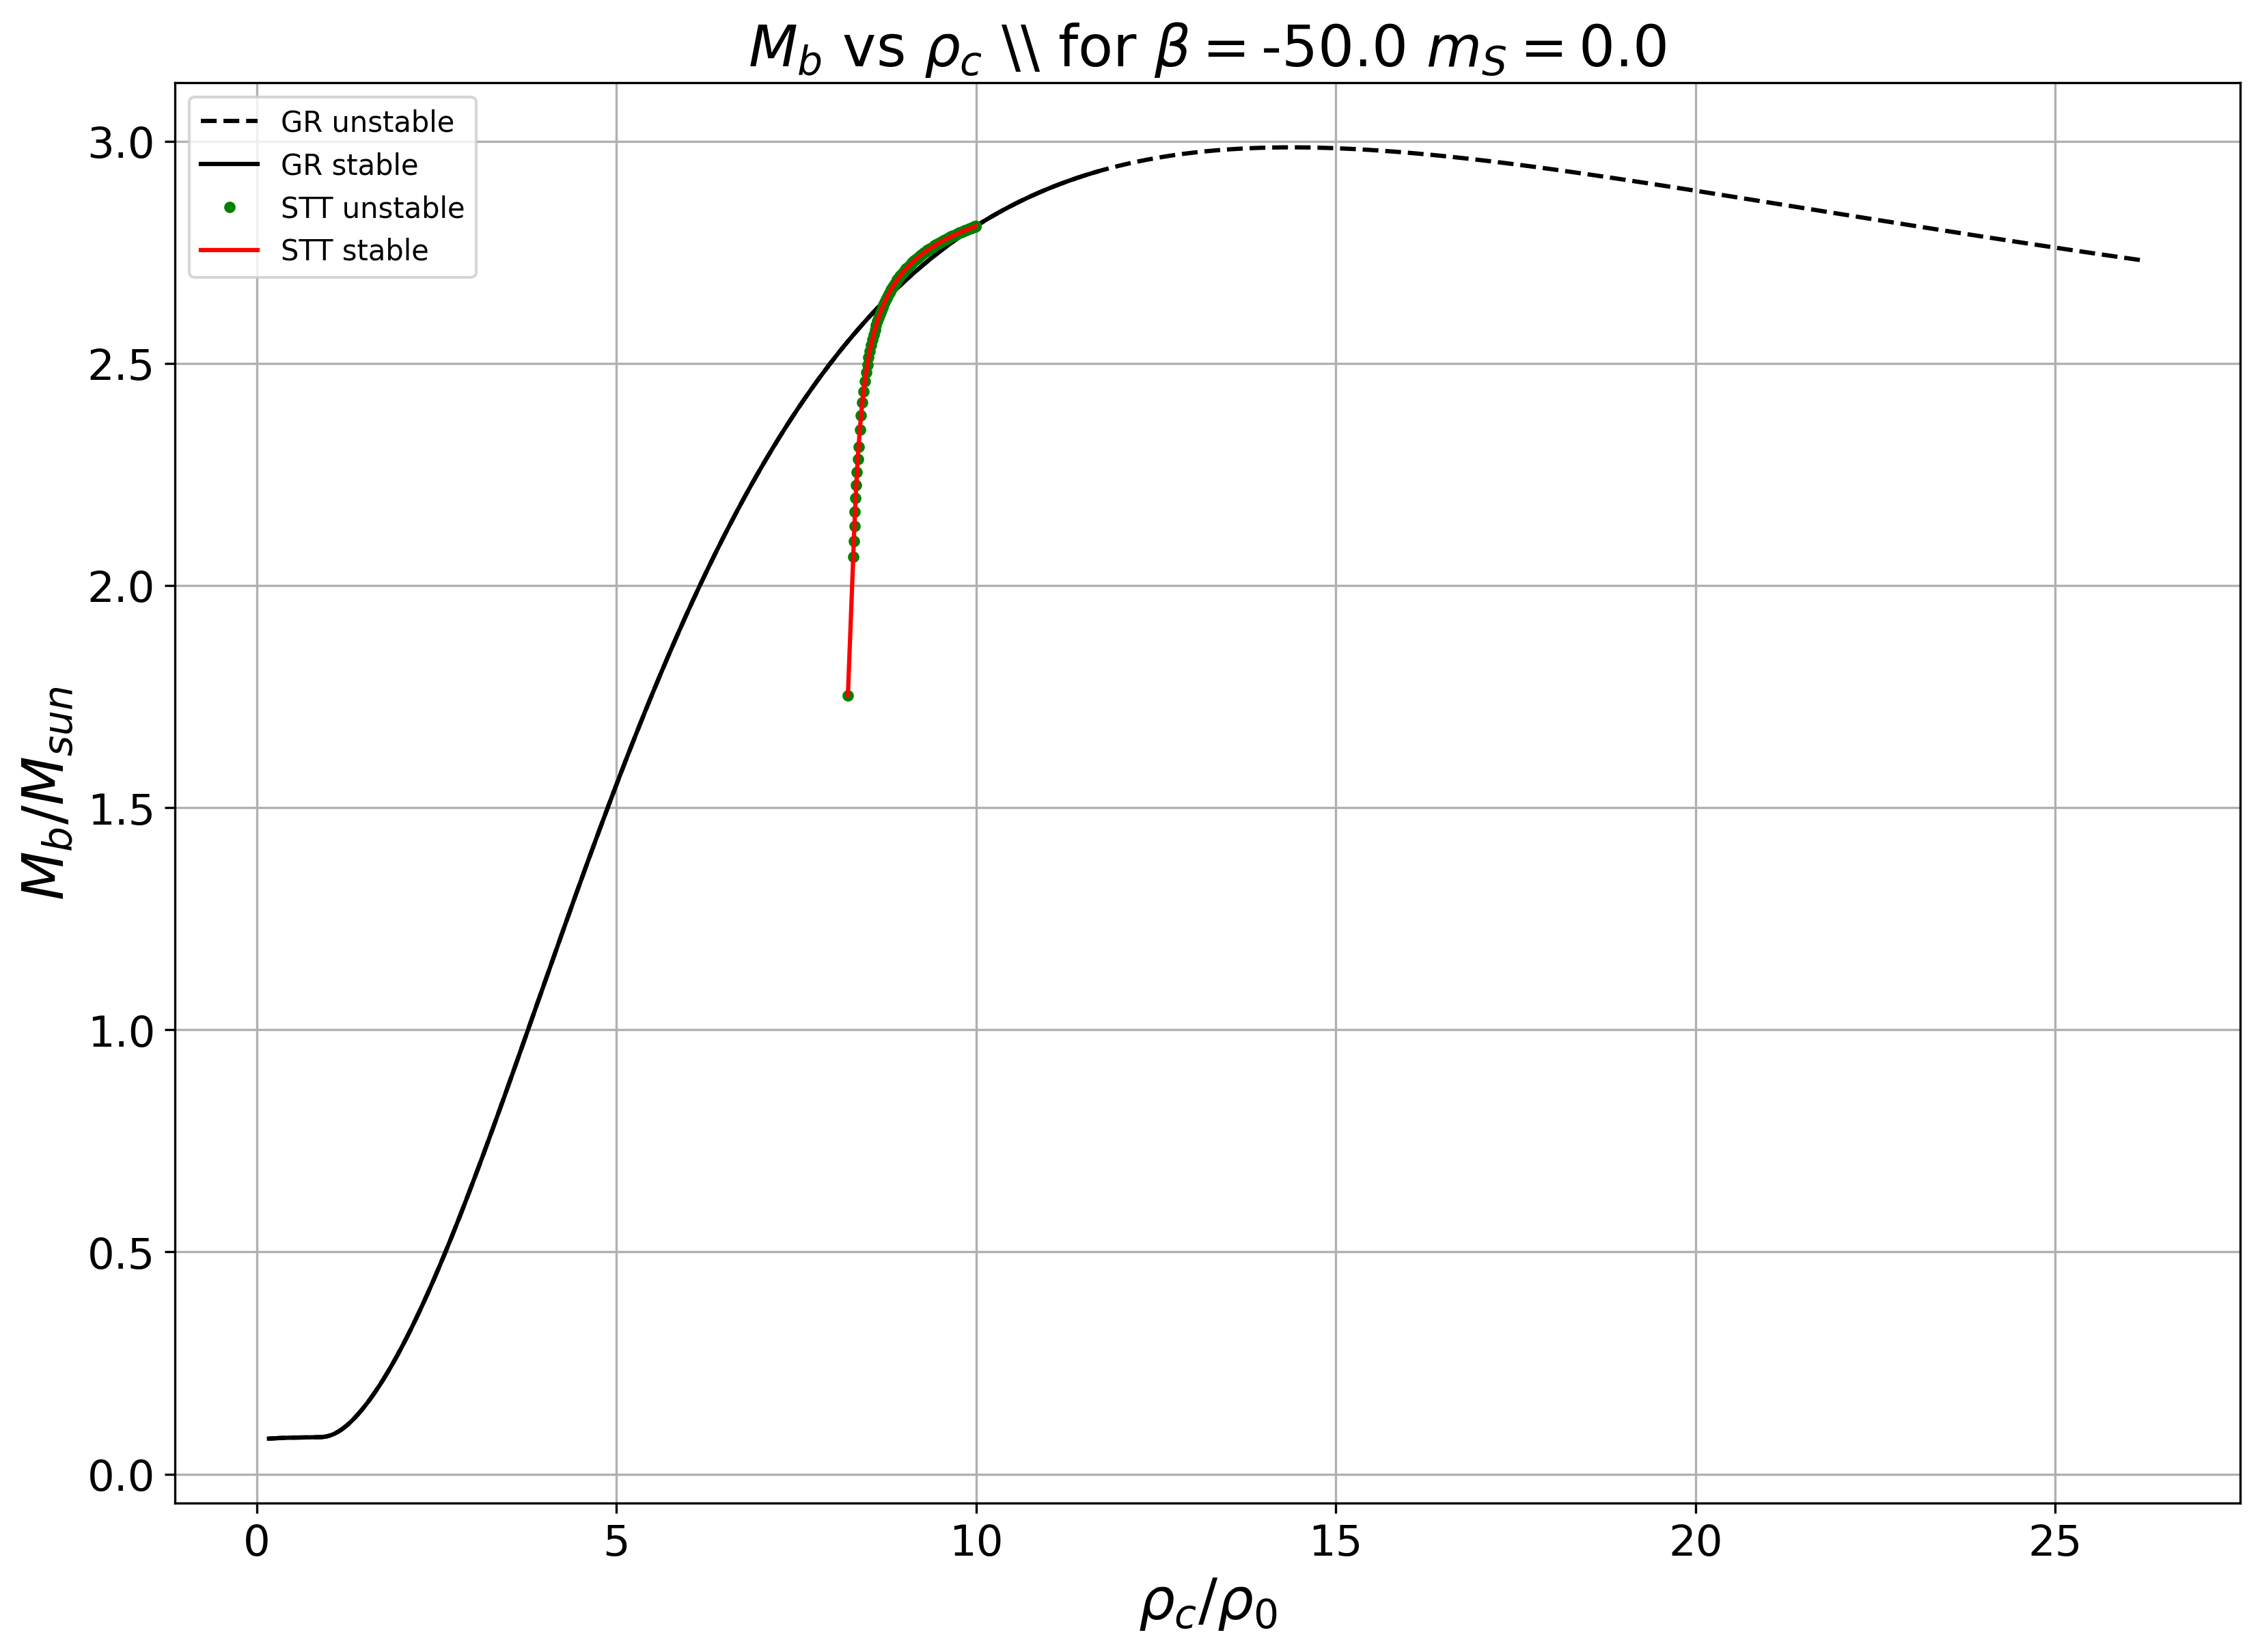 M_b vs ρ_c \\ for β = -50.0 m_S = 0.0
GR unstable
GR stable
STT unstable
STT stable
3.0
2.5
2.0
1.5
1.0
0.5
0.0
M_b/M_sun
0 5 10 15 20 25
ρ_c/ρ_0